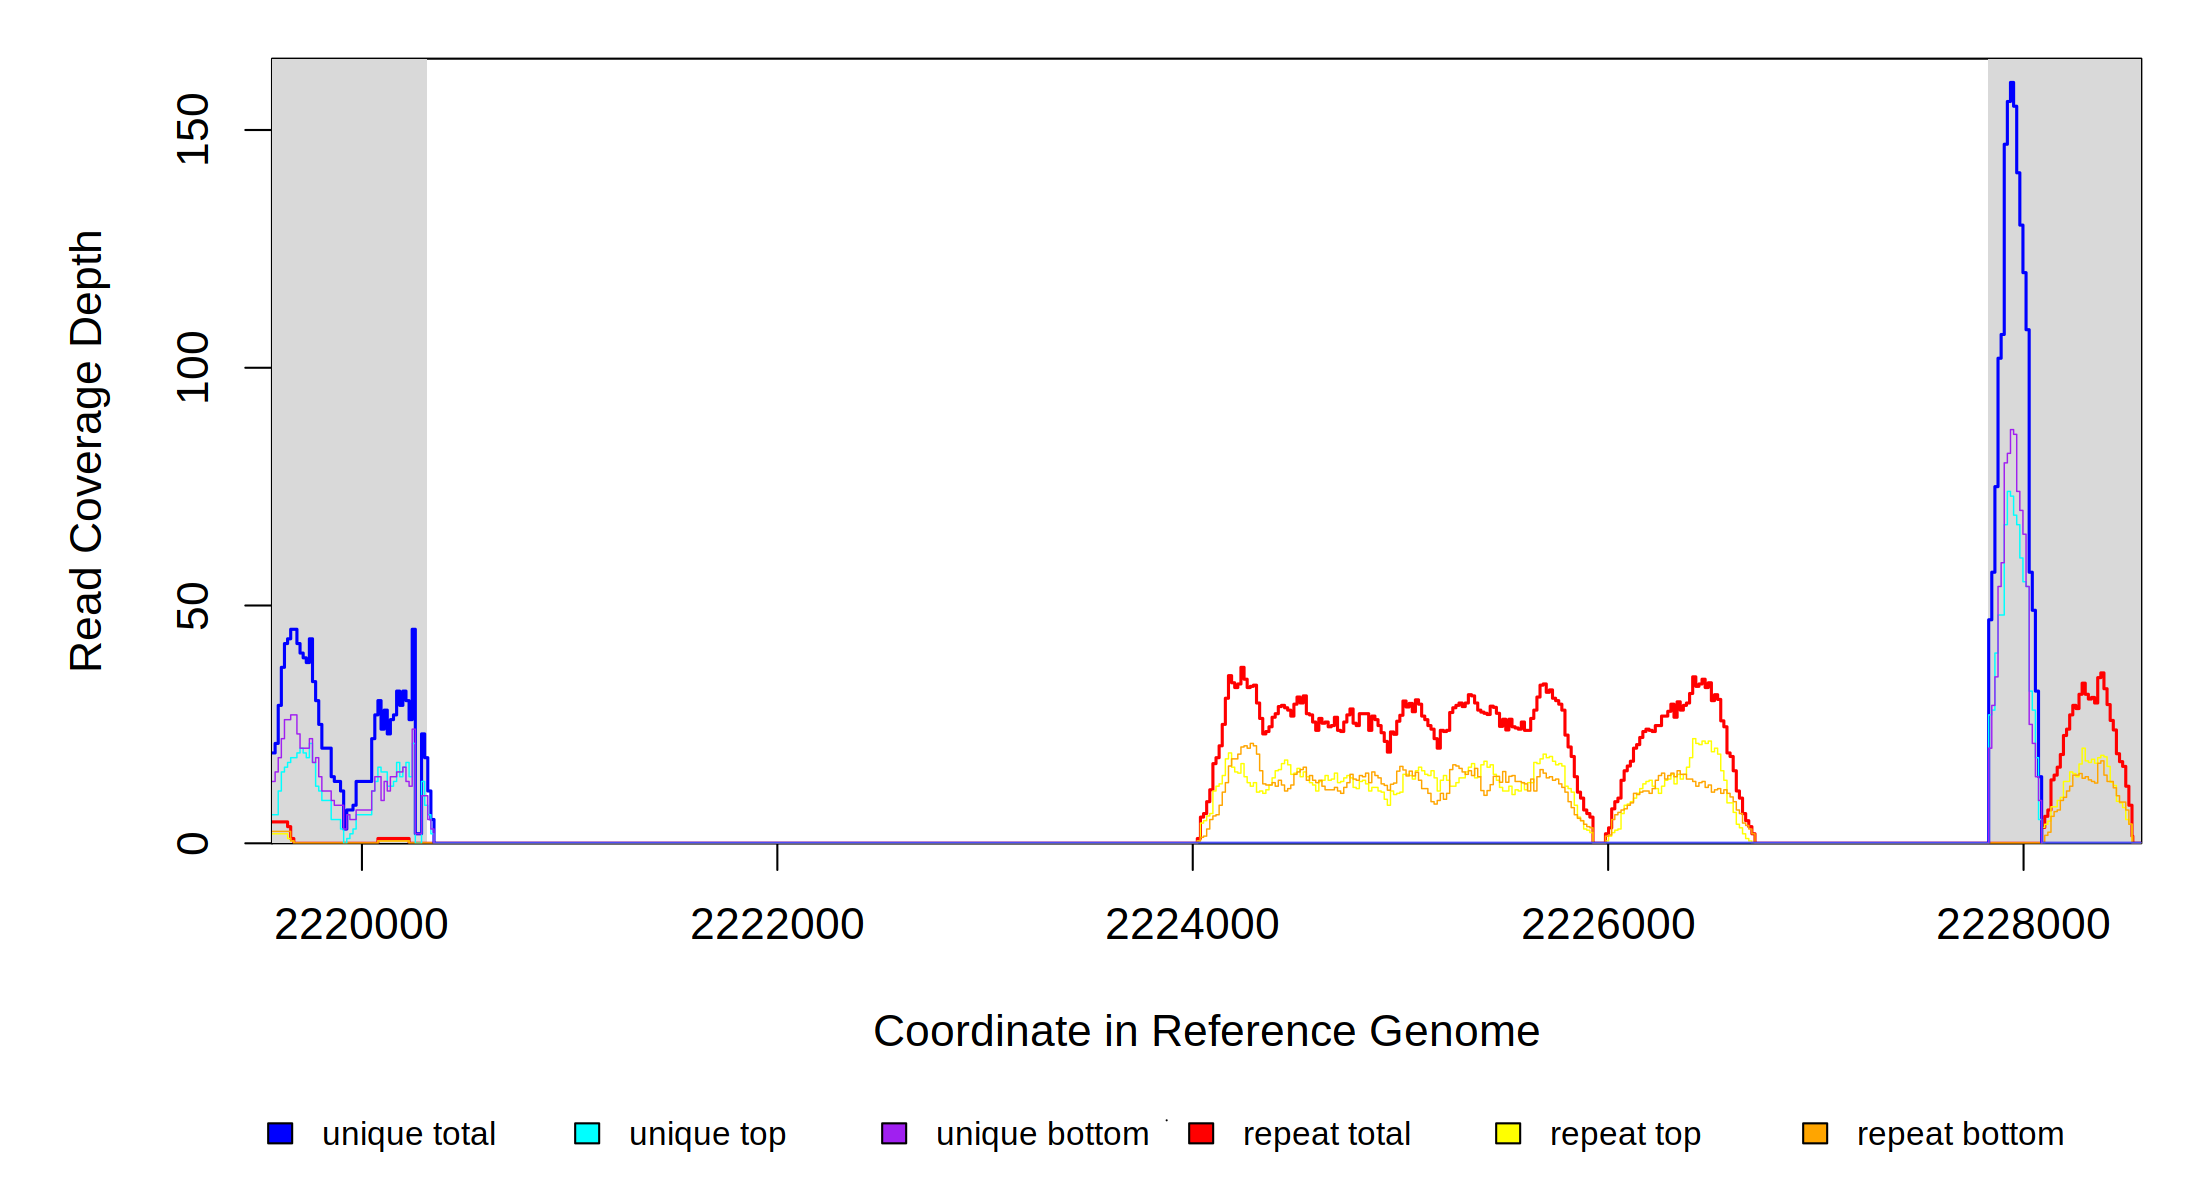 Read Coverage Depth
150
100
50
0
2220000 2222000 2224000 2226000 2228000
Coordinate in Reference Genome
unique total unique top unique bottom repeat total repeat top repeat bottom